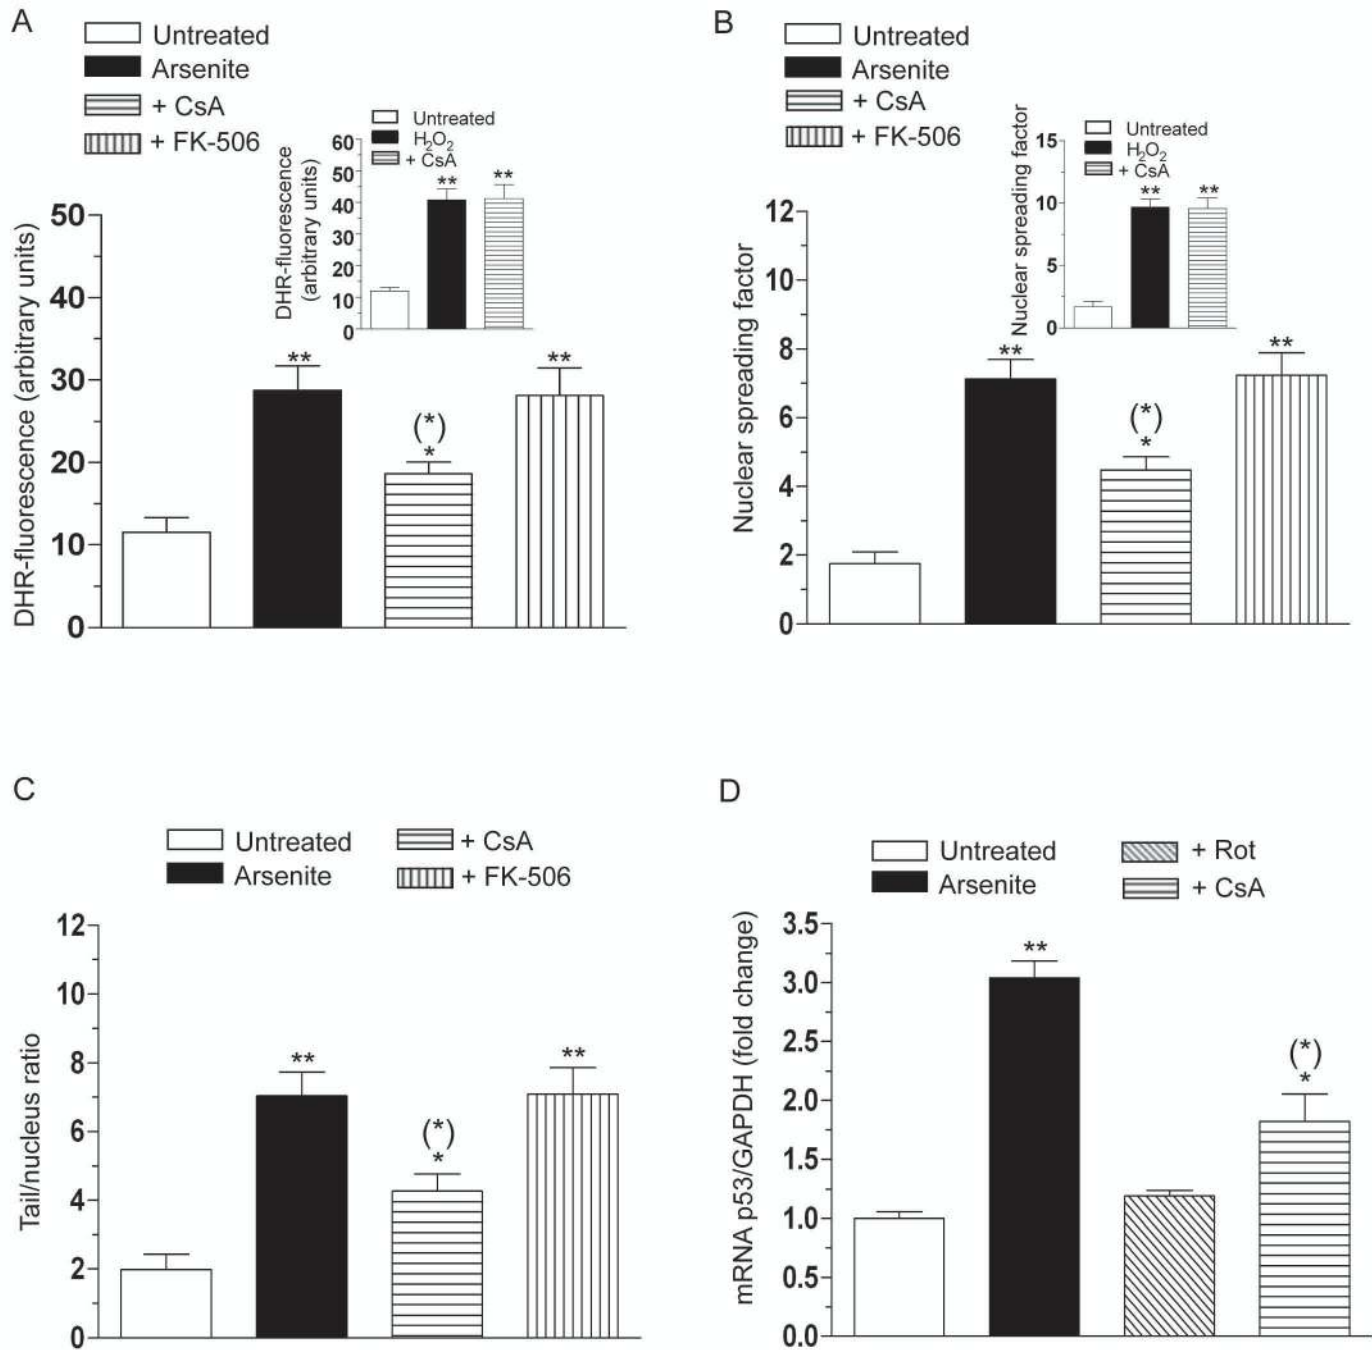 A
Untreated
Arsenite
+ CsA
+ FK-506
DHR-fluorescence (arbitrary units)
50
40
30
20
10
0
**
(*)
*
**
Untreated
H₂O₂
+ CsA
DHR-fluorescence
(arbitrary units)
60
50
40
30
20
10
0
**
**
B
Untreated
Arsenite
+ CsA
+ FK-506
Nuclear spreading factor
12
10
8
6
4
2
0
**
(*)
*
**
Untreated
H₂O₂
+ CsA
Nuclear spreading factor
15
10
5
0
**
**
C
Untreated
Arsenite
+ CsA
+ FK-506
Tail/nucleus ratio
12
10
8
6
4
2
0
**
(*)
*
**
D
Untreated
Arsenite
+ Rot
+ CsA
mRNA p53/GAPDH (fold change)
3.5
3.0
2.5
2.0
1.5
1.0
0.5
0.0
**
(*)
*